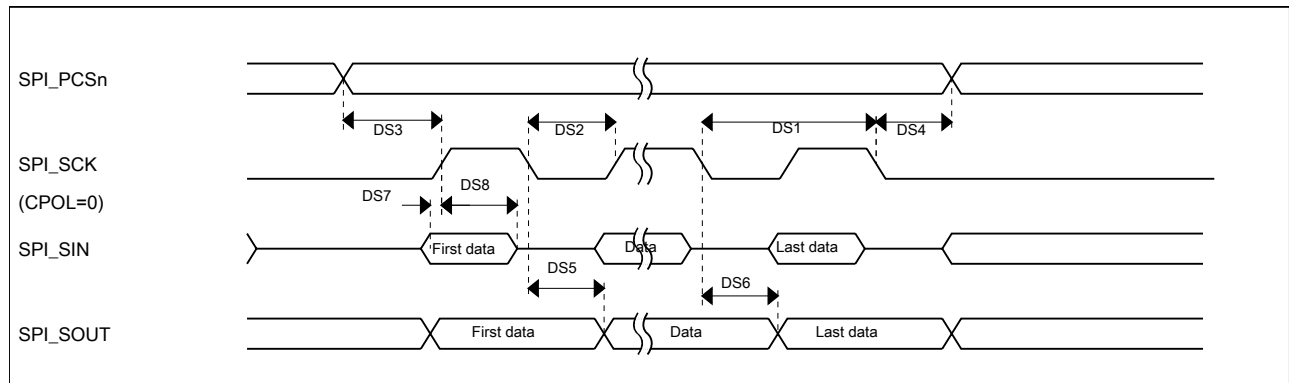 SPI_PCSn
DS3
DS2
DS1
DS4
SPI_SCK
(CPOL=0)
DS7
DS8
SPI_SIN
First data
Data
Last data
DS5
DS6
SPI_SOUT
First data
Data
Last data